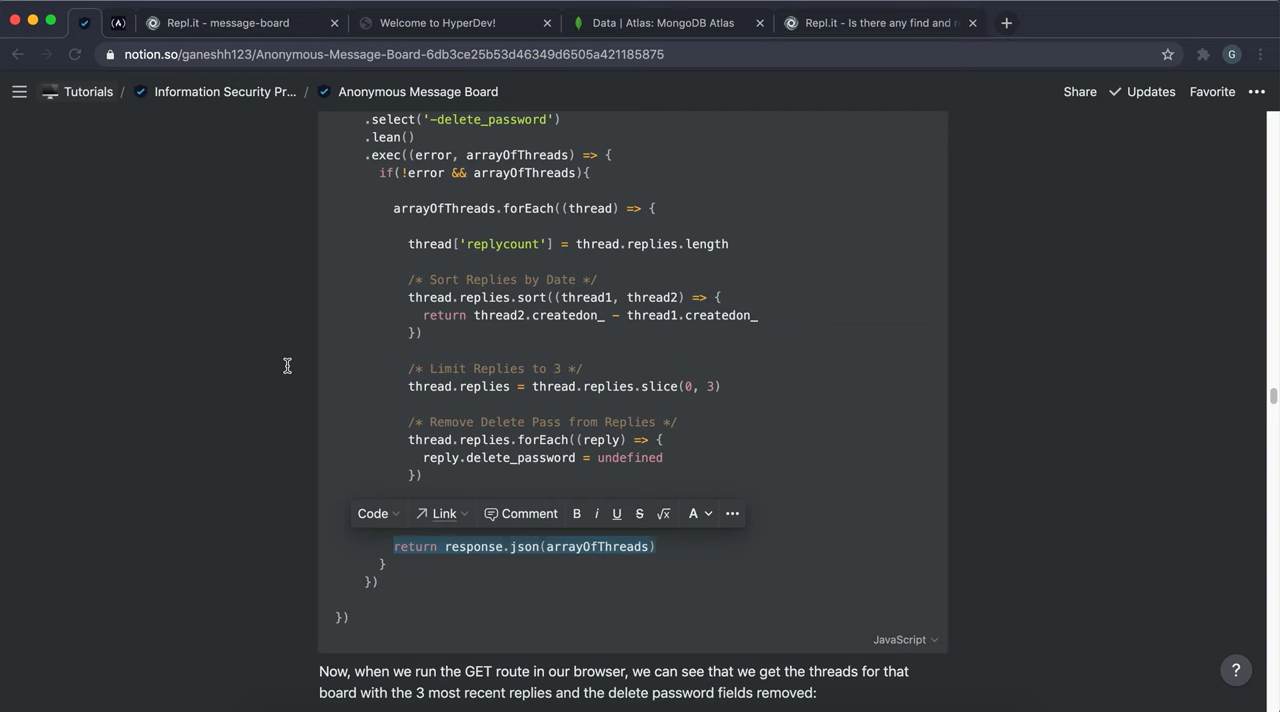 Repl.it - message-board
Welcome to HyperDev!
Data | Atlas: MongoDB Atlas
Repl.it - Is there any find and r
notion.so/ganeshh123/Anonymous-Message-Board-6db3ce25b53d46349d6505a421185875
G
Tutorials / Information Security Pr... / Anonymous Message Board
Share Updates Favorite
.select('-delete_password')
.lean()
.exec((error, arrayOfThreads) => {
if(!error && arrayOfThreads){
arrayOfThreads.forEach((thread) => {
thread['replycount'] = thread.replies.length
/* Sort Replies by Date */
thread.replies.sort((thread1, thread2) => {
return thread2.createdon_ - thread1.createdon_
})
/* Limit Replies to 3 */
thread.replies = thread.replies.slice(0, 3)
/* Remove Delete Pass from Replies */
thread.replies.forEach((reply) => {
reply.delete_password = undefined
})
Code Link Comment B i U S √x A
return response.json(arrayOfThreads)
}
})
})
JavaScript
Now, when we run the GET route in our browser, we can see that we get the threads for that
board with the 3 most recent replies and the delete password fields removed:
?